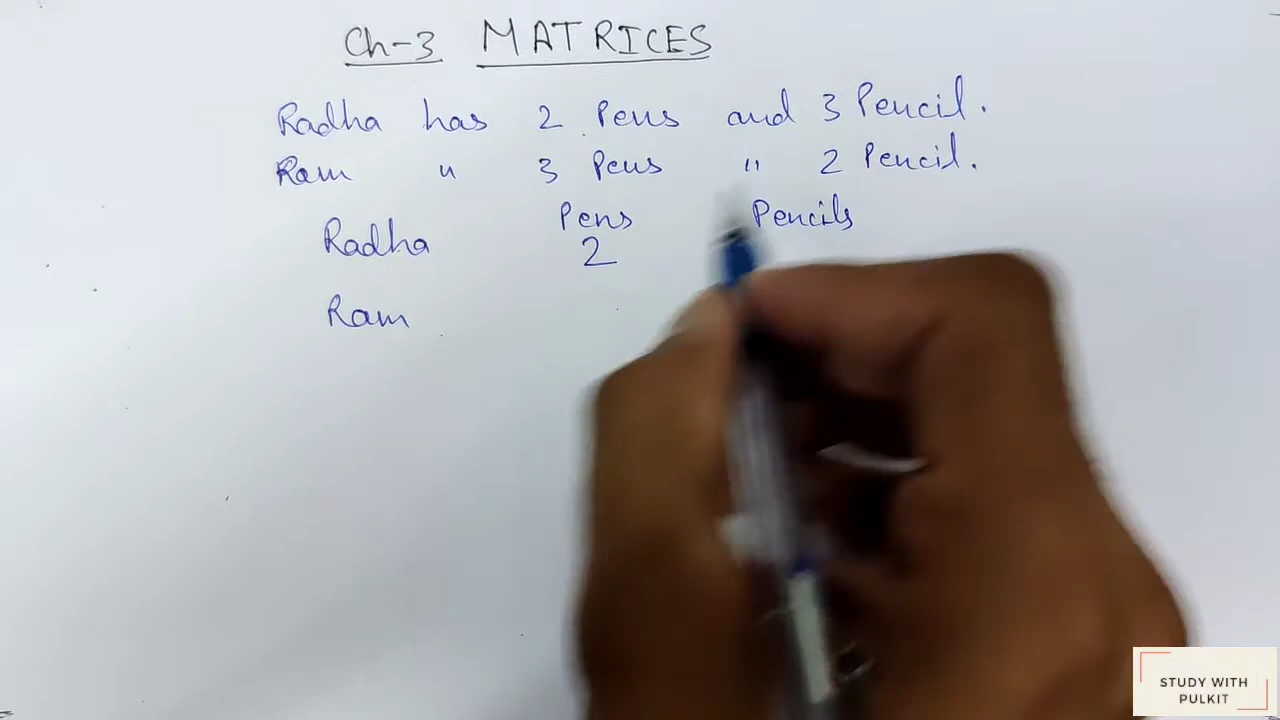 Ch-3 MATRICES
Radha has 2 Pens and 3 Pencil.
Ram " 3 Pens " 2 Pencil.
Pens Pencils
Radha 2
Ram
STUDY WITH
PULKIT